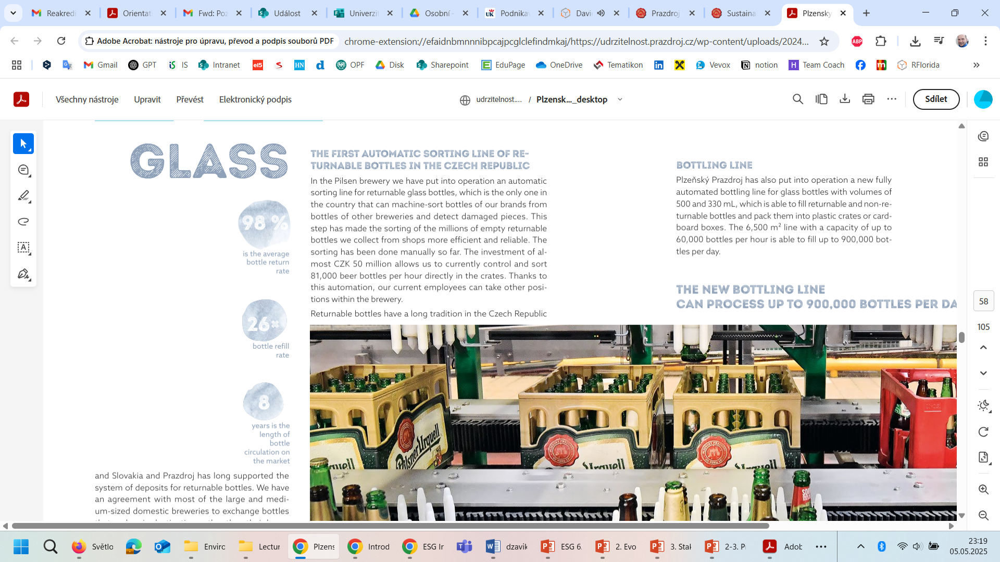 Reakredi
Orientat
Fwd: Poz
Událost
Univerzit
Osobní -
Podnikav
Davi
Prazdroj
Sustaina
Plzensky
Adobe Acrobat: nástroje pro úpravu, převod a podpis souborů PDF
chrome-extension://efaidnbmnnnibpcajpcglclefindmkaj/https://udrzitelnost.prazdroj.cz/wp-content/uploads/2024...
ABP
Gmail
GPT
IS
Intranet
el5
HN
OPF
Disk
Sharepoint
EduPage
OneDrive
Tematikon
Vevox
notion
Team Coach
RFlorida
Všechny nástroje
Upravit
Převést
Elektronický podpis
udrzitelnost....
/
Plzensk..._desktop
Sdílet
GLASS
98 %
is the average
bottle return
rate
26×
bottle refill
rate
8
years is the
length of
bottle
circulation on
the market
and Slovakia and Prazdroj has long supported the
system of deposits for returnable bottles. We have
an agreement with most of the large and medi-
um-sized domestic breweries to exchange bottles
THE FIRST AUTOMATIC SORTING LINE OF RE-
TURNABLE BOTTLES IN THE CZECH REPUBLIC
In the Pilsen brewery we have put into operation an automatic
sorting line for returnable glass bottles, which is the only one in
the country that can machine-sort bottles of our brands from
bottles of other breweries and detect damaged pieces. This
step has made the sorting of the millions of empty returnable
bottles we collect from shops more efficient and reliable. The
sorting has been done manually so far. The investment of al-
most CZK 50 million allows us to currently control and sort
81,000 beer bottles per hour directly in the crates. Thanks to
this automation, our current employees can take other posi-
tions within the brewery.
Returnable bottles have a long tradition in the Czech Republic
BOTTLING LINE
Plzeňský Prazdroj has also put into operation a new fully
automated bottling line for glass bottles with volumes of
500 and 330 mL, which is able to fill returnable and non-re-
turnable bottles and pack them into plastic crates or card-
board boxes. The 6,500 m² line with a capacity of up to
60,000 bottles per hour is able to fill up to 900,000 bot-
tles per day.
THE NEW BOTTLING LINE
CAN PROCESS UP TO 900,000 BOTTLES PER DA
Pilsner Urquell
Urquell
Urquell
58
105
Světlo
Enviro
Lectur
Plzens
Introd
ESG Ir
dzavik
ESG 6.
2. Evo
3. Stak
2-3. P
Adob
23:19
05.05.2025